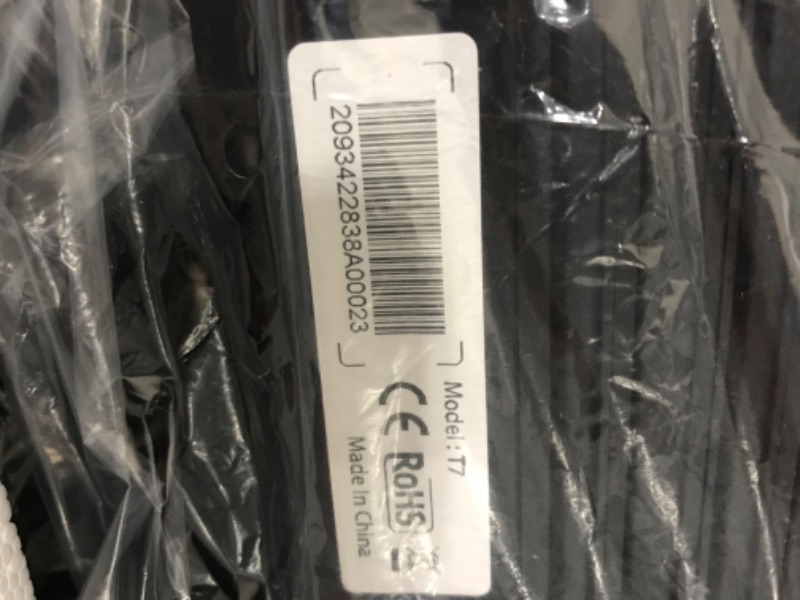 2093422838A00023
Model : T7
CE RoHS
Made In China